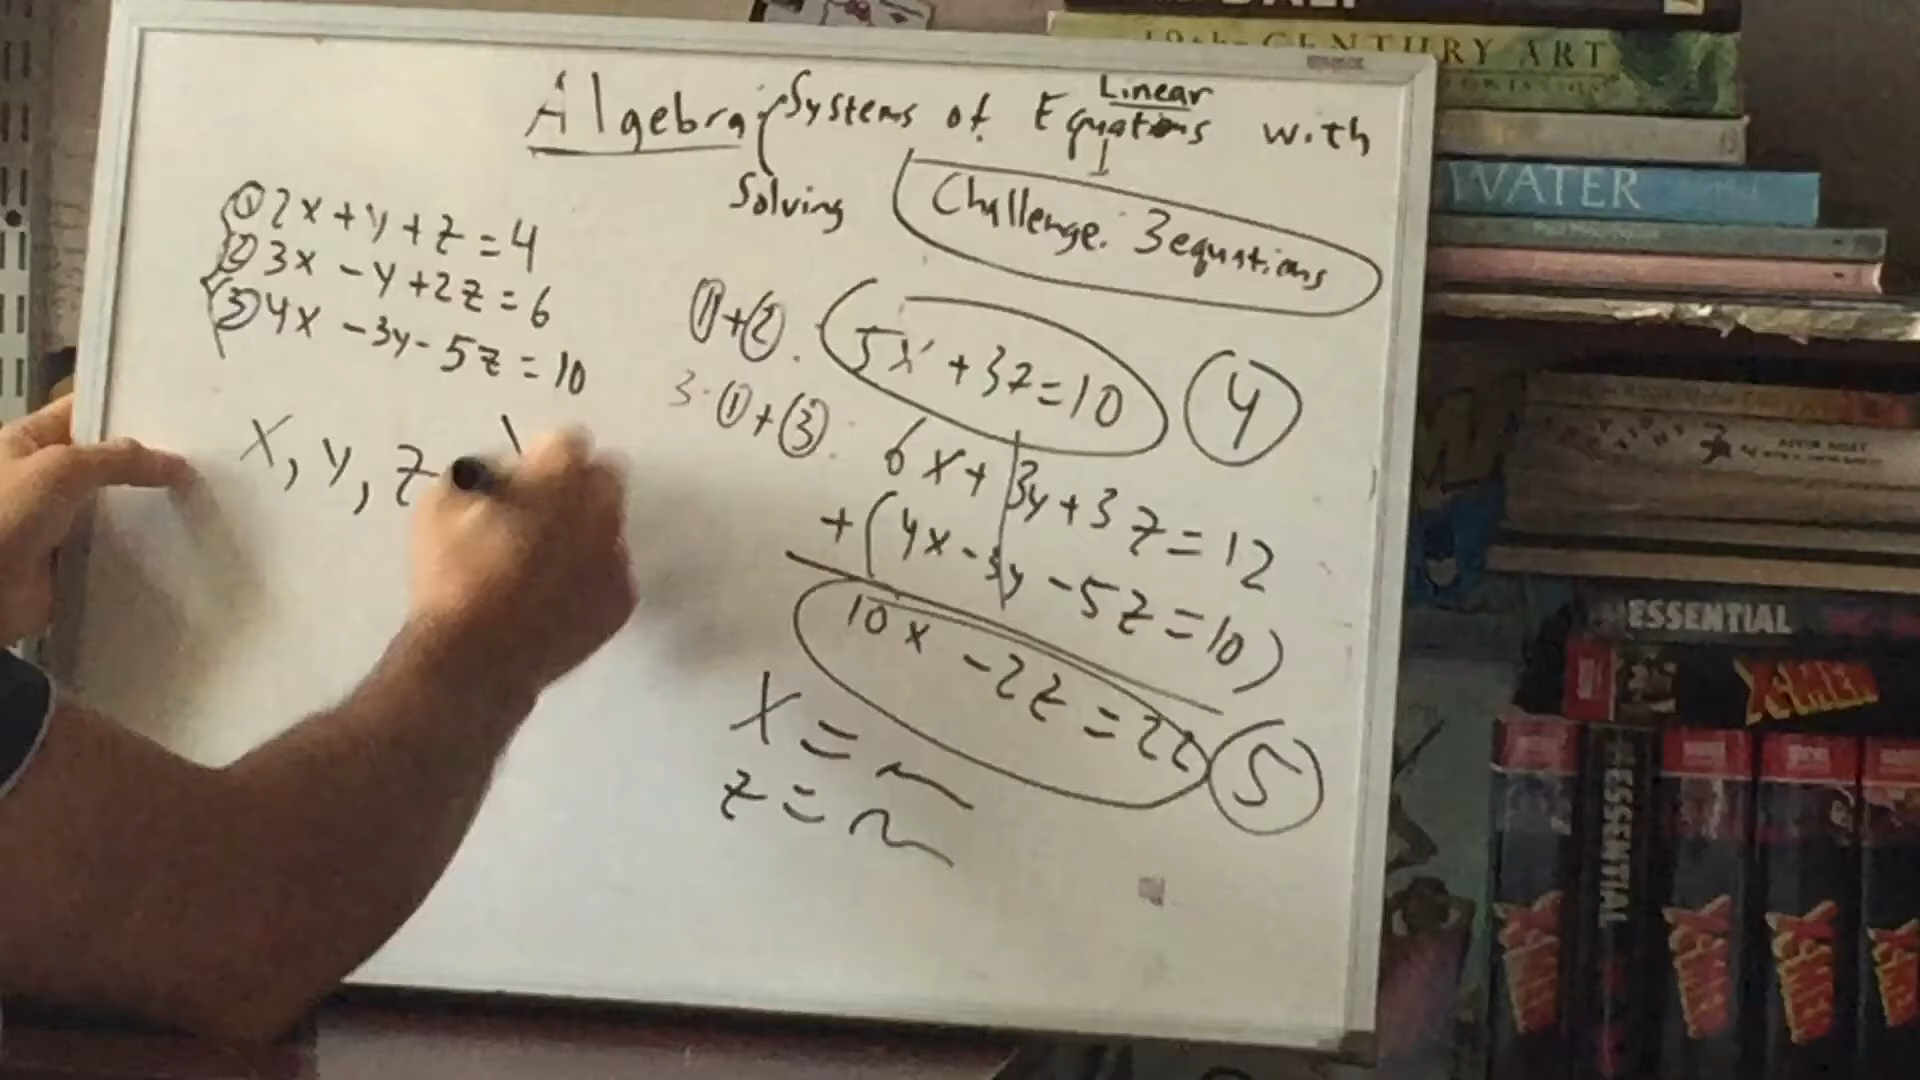 Algebra: Systems of Linear Equations with
Solving Challenge: 3 equations
① 2x + y + z = 4
② 3x - y + 2z = 6
③ 4x - 3y - 5z = 10
x, y, z
① + ②: 5x + 3z = 10 ④
3·① + ③: 6x + 3y + 3z = 12
+ (4x - 3y - 5z = 10)
10x - 2z = 22 ⑤
x =
z =
19th CENTURY ART
WATER
ESSENTIAL
X-MEN
ESSENTIAL
X-MEN
X-MEN
X-MEN
X-MEN